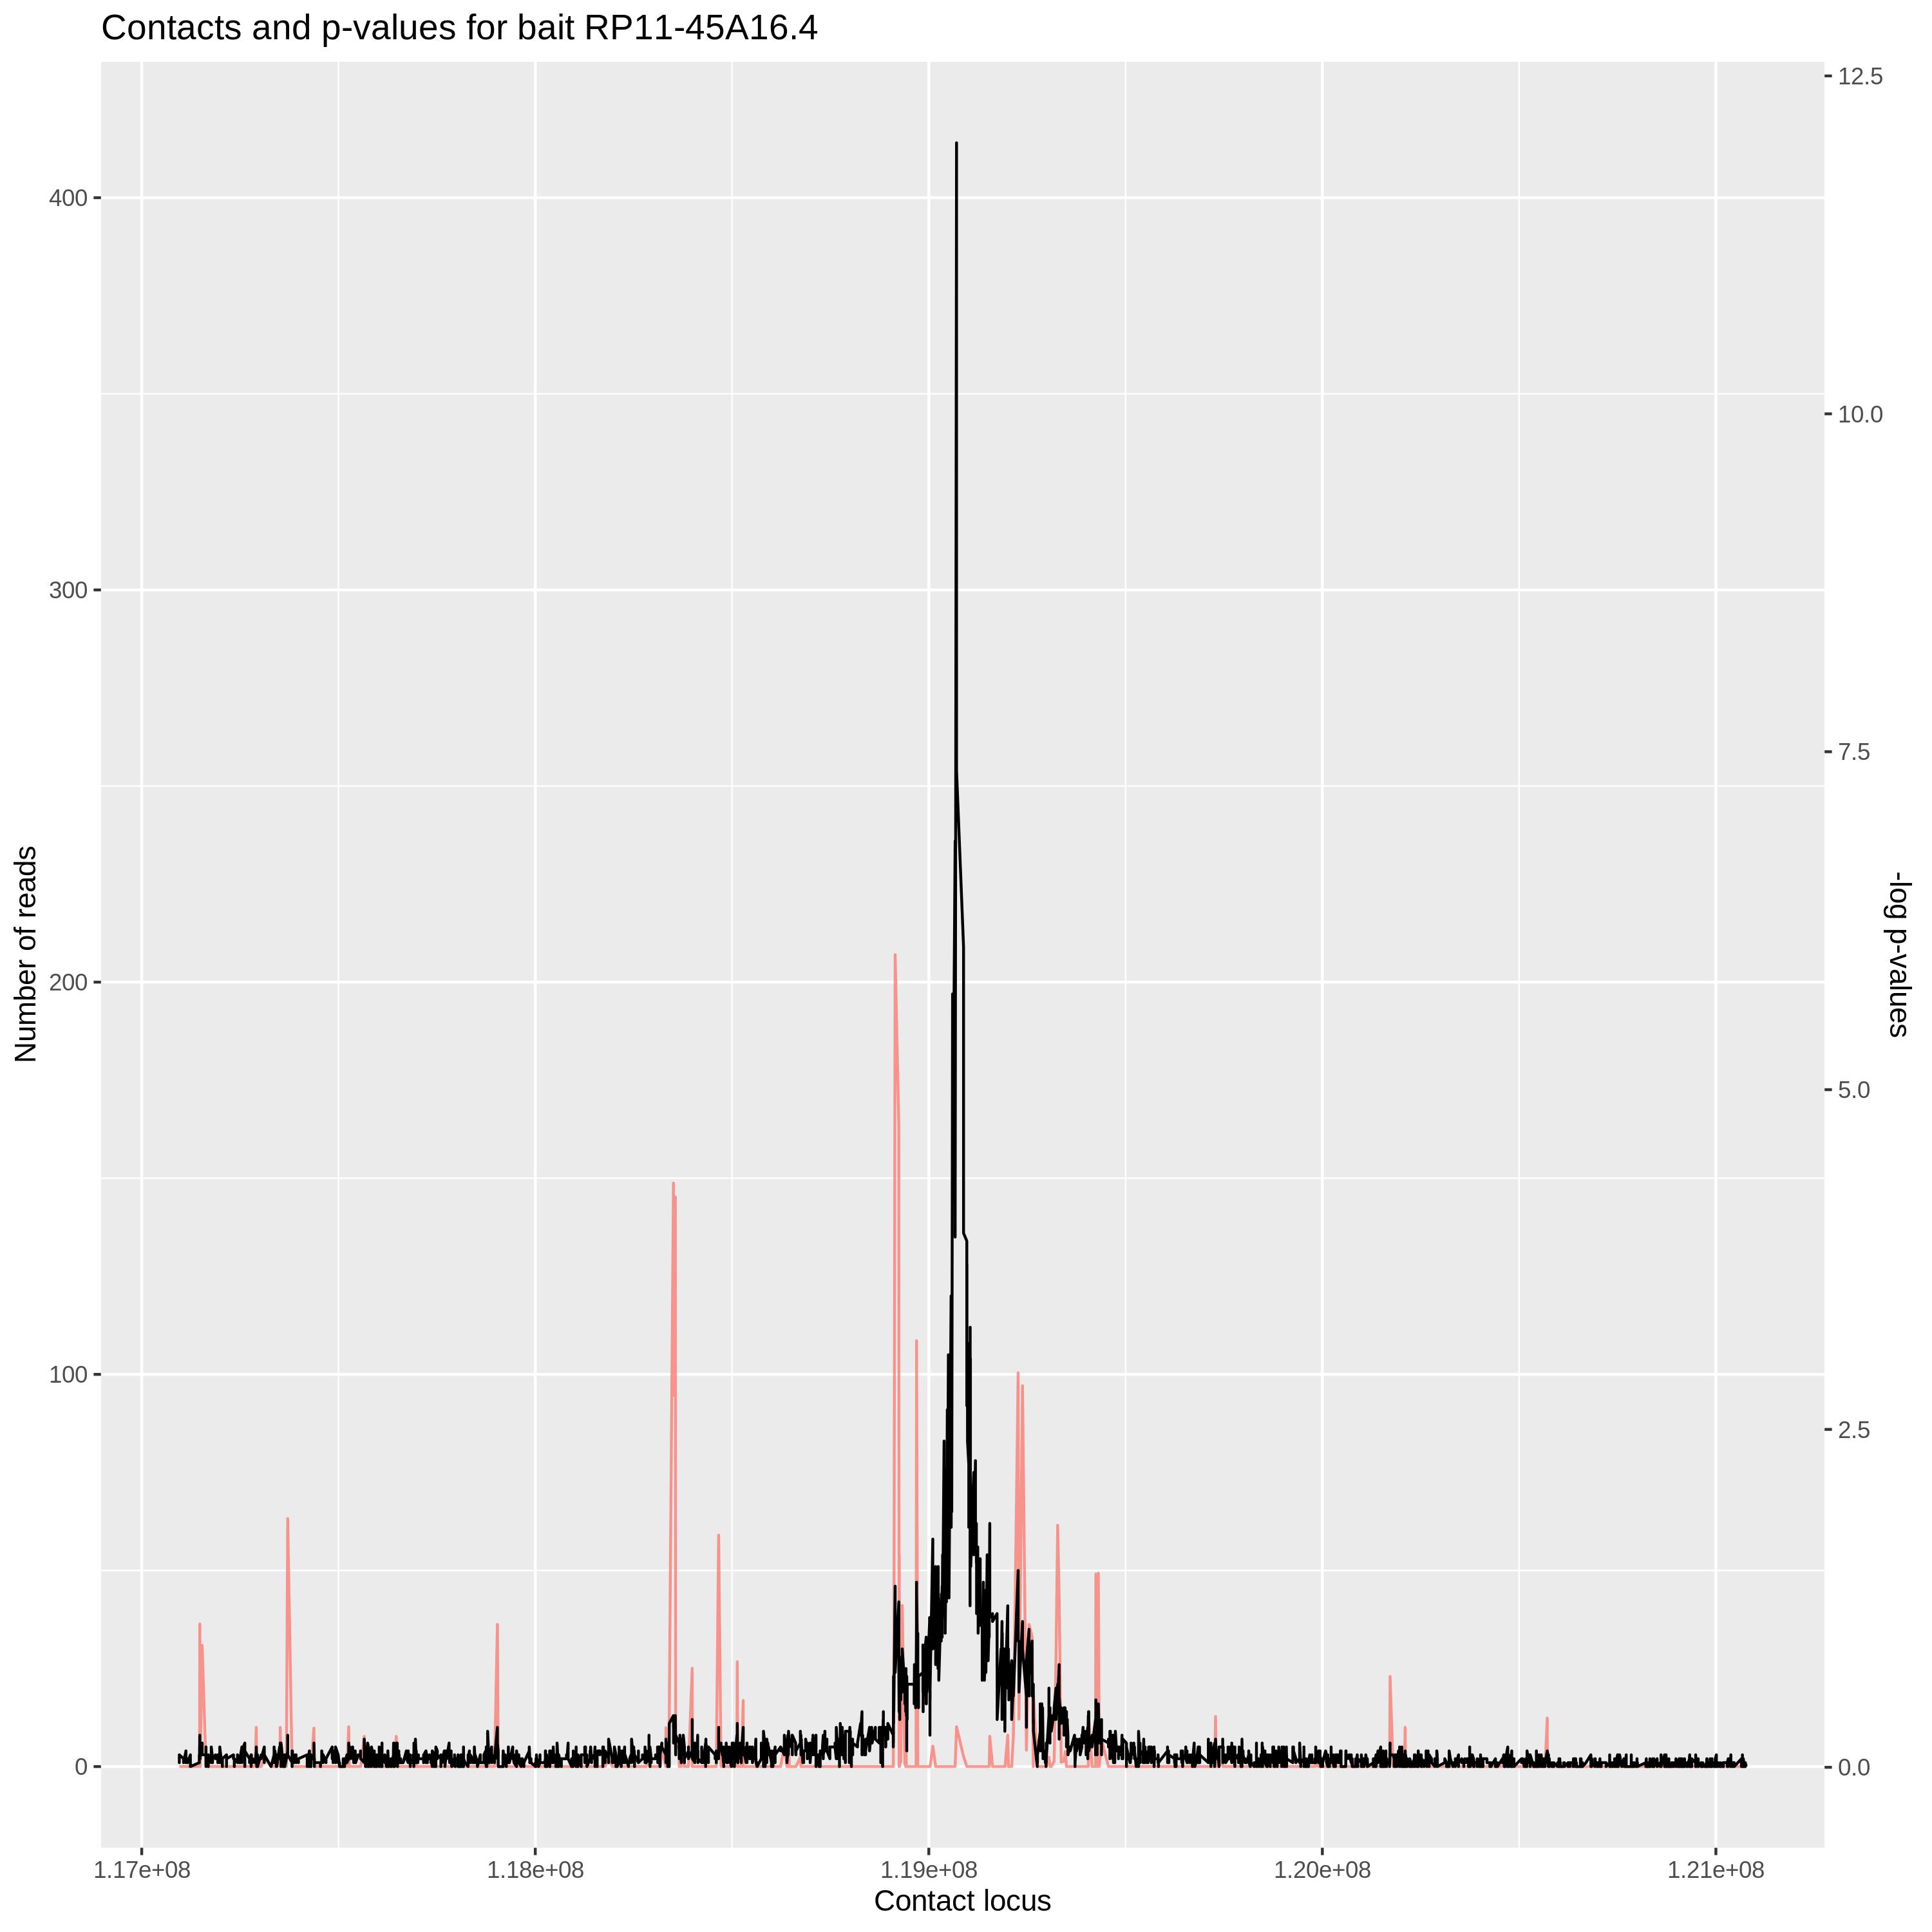 Contacts and p-values for bait RP11-45A16.4
12.5
400
10.0
300
7.5
Number of reads
-log p-values
200
5.0
100
2.5
0
0.0
1.17e+08
1.18e+08
1.19e+08
1.20e+08
1.21e+08
Contact locus